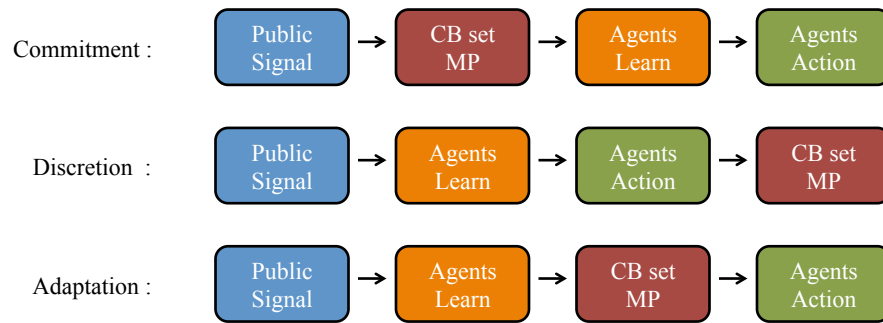 Commitment :
Public
Signal
CB set
MP
Agents
Learn
Agents
Action
Discretion :
Public
Signal
Agents
Learn
Agents
Action
CB set
MP
Adaptation :
Public
Signal
Agents
Learn
CB set
MP
Agents
Action